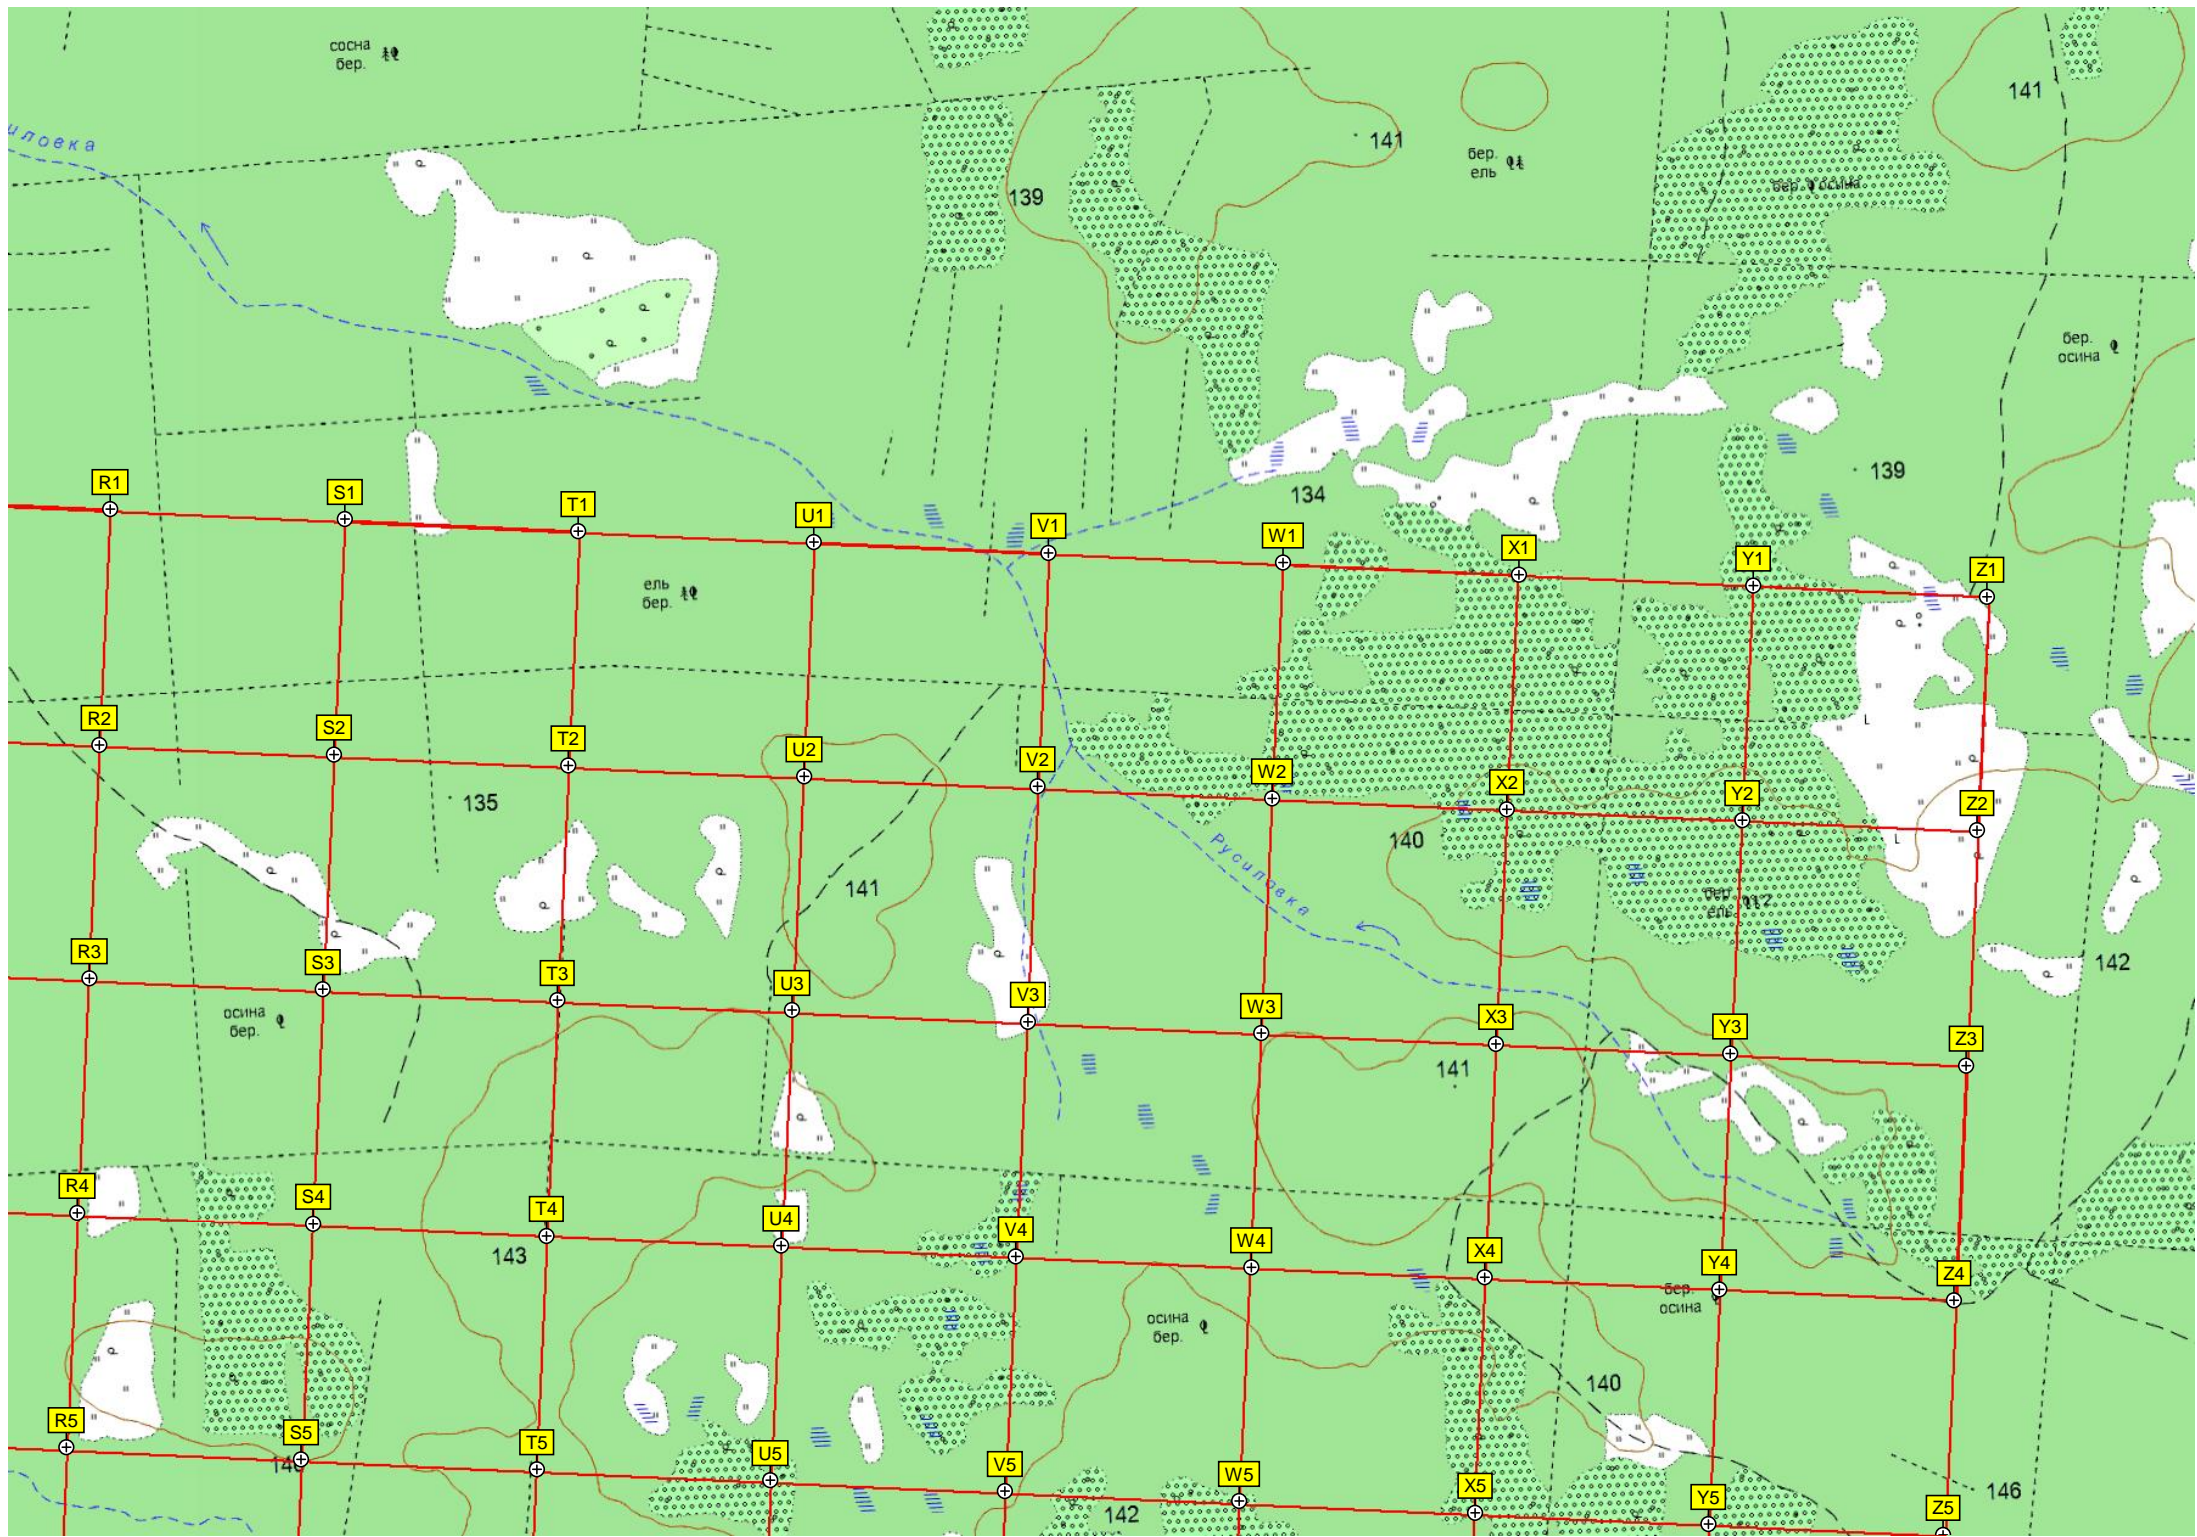 сосна
бер.
141
иловка
141
139
бер.
ель
бер. осина
бер.
осина
139
134
R1
S1
T1
U1
V1
W1
X1
Y1
Z1
ель
бер.
R2
S2
T2
U2
V2
W2
X2
Y2
Z2
135
140
Русиловка
141
бер.
ель
142
R3
S3
T3
U3
V3
W3
X3
Y3
Z3
осина
бер.
141
R4
S4
T4
U4
V4
W4
X4
Y4
Z4
143
бер.
осина
осина
бер.
140
R5
S5
T5
U5
V5
W5
X5
Y5
Z5
146
142